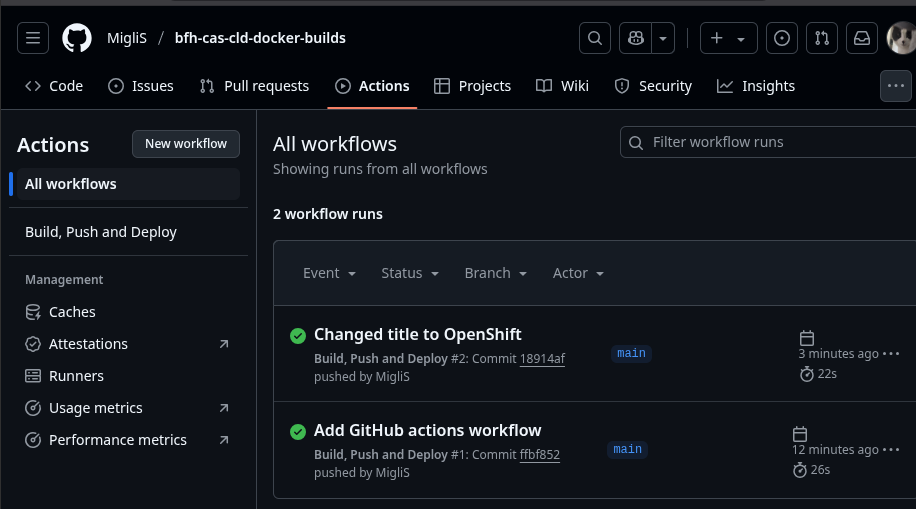 MigliS / bfh-cas-cld-docker-builds
Code Issues Pull requests Actions Projects Wiki Security Insights
Actions
New workflow
All workflows
Build, Push and Deploy
Management
Caches
Attestations
Runners
Usage metrics
Performance metrics
All workflows
Showing runs from all workflows
Filter workflow runs
2 workflow runs
Event Status Branch Actor
Changed title to OpenShift
Build, Push and Deploy #2: Commit 18914af
pushed by MigliS
main
3 minutes ago
22s
Add GitHub actions workflow
Build, Push and Deploy #1: Commit ffbf852
pushed by MigliS
main
12 minutes ago
26s